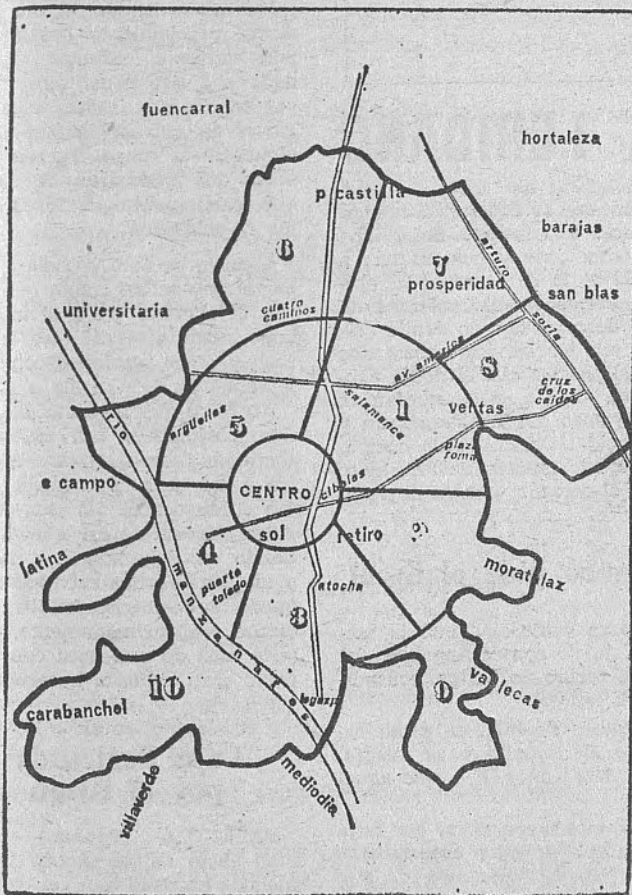 fuencarral
hortaleza
p castilla
barajas
6
7
arturo
prosperidad
san blas
universitaria
cuatro
caminos
soria
av. america
8
cruz
de los
caidos
salamanca
1
ventas
argüelles
5
plaza
roma
rio
e campo
CENTRO
cibeles
sol
retiro
4
latina
moratalaz
puerta
toledo
atocha
manzanares
3
vallecas
10
9
legazpi
carabanchel
mediodia
villaverde